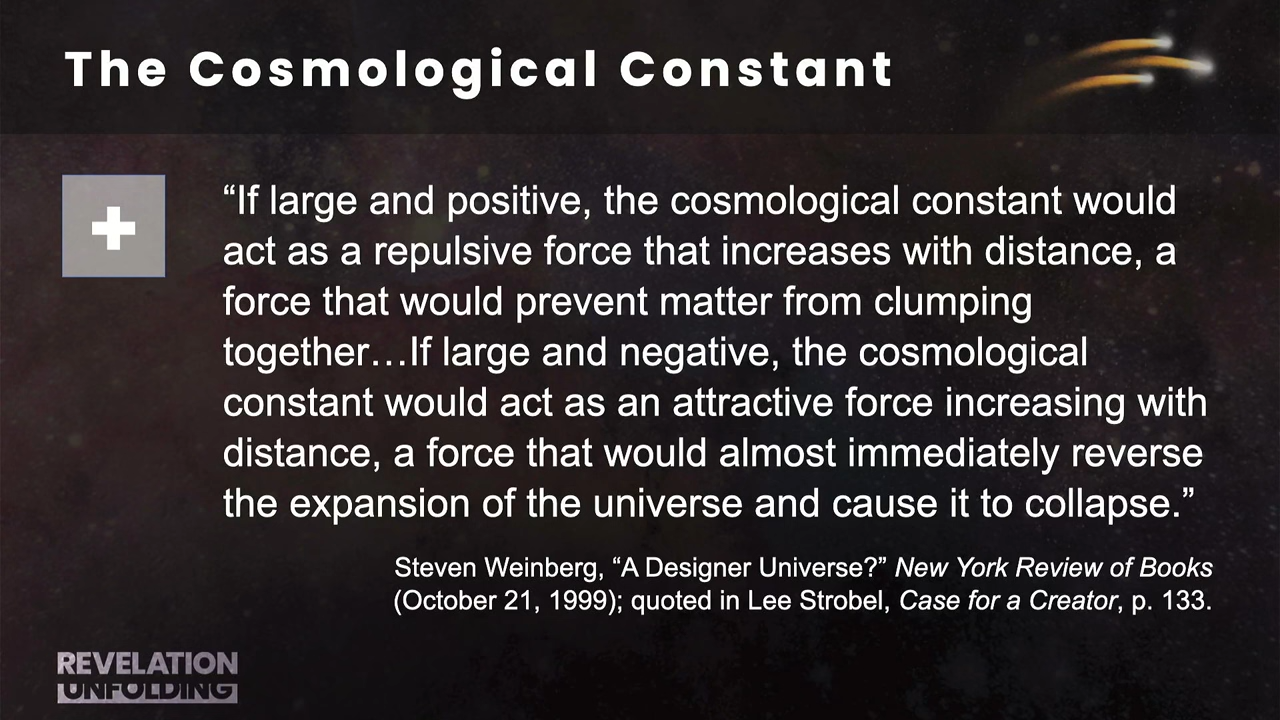 The Cosmological Constant
“If large and positive, the cosmological constant would
act as a repulsive force that increases with distance, a
force that would prevent matter from clumping
together…If large and negative, the cosmological
constant would act as an attractive force increasing with
distance, a force that would almost immediately reverse
the expansion of the universe and cause it to collapse.”
Steven Weinberg, “A Designer Universe?” New York Review of Books
(October 21, 1999); quoted in Lee Strobel, Case for a Creator, p. 133.
REVELATION
UNFOLDING